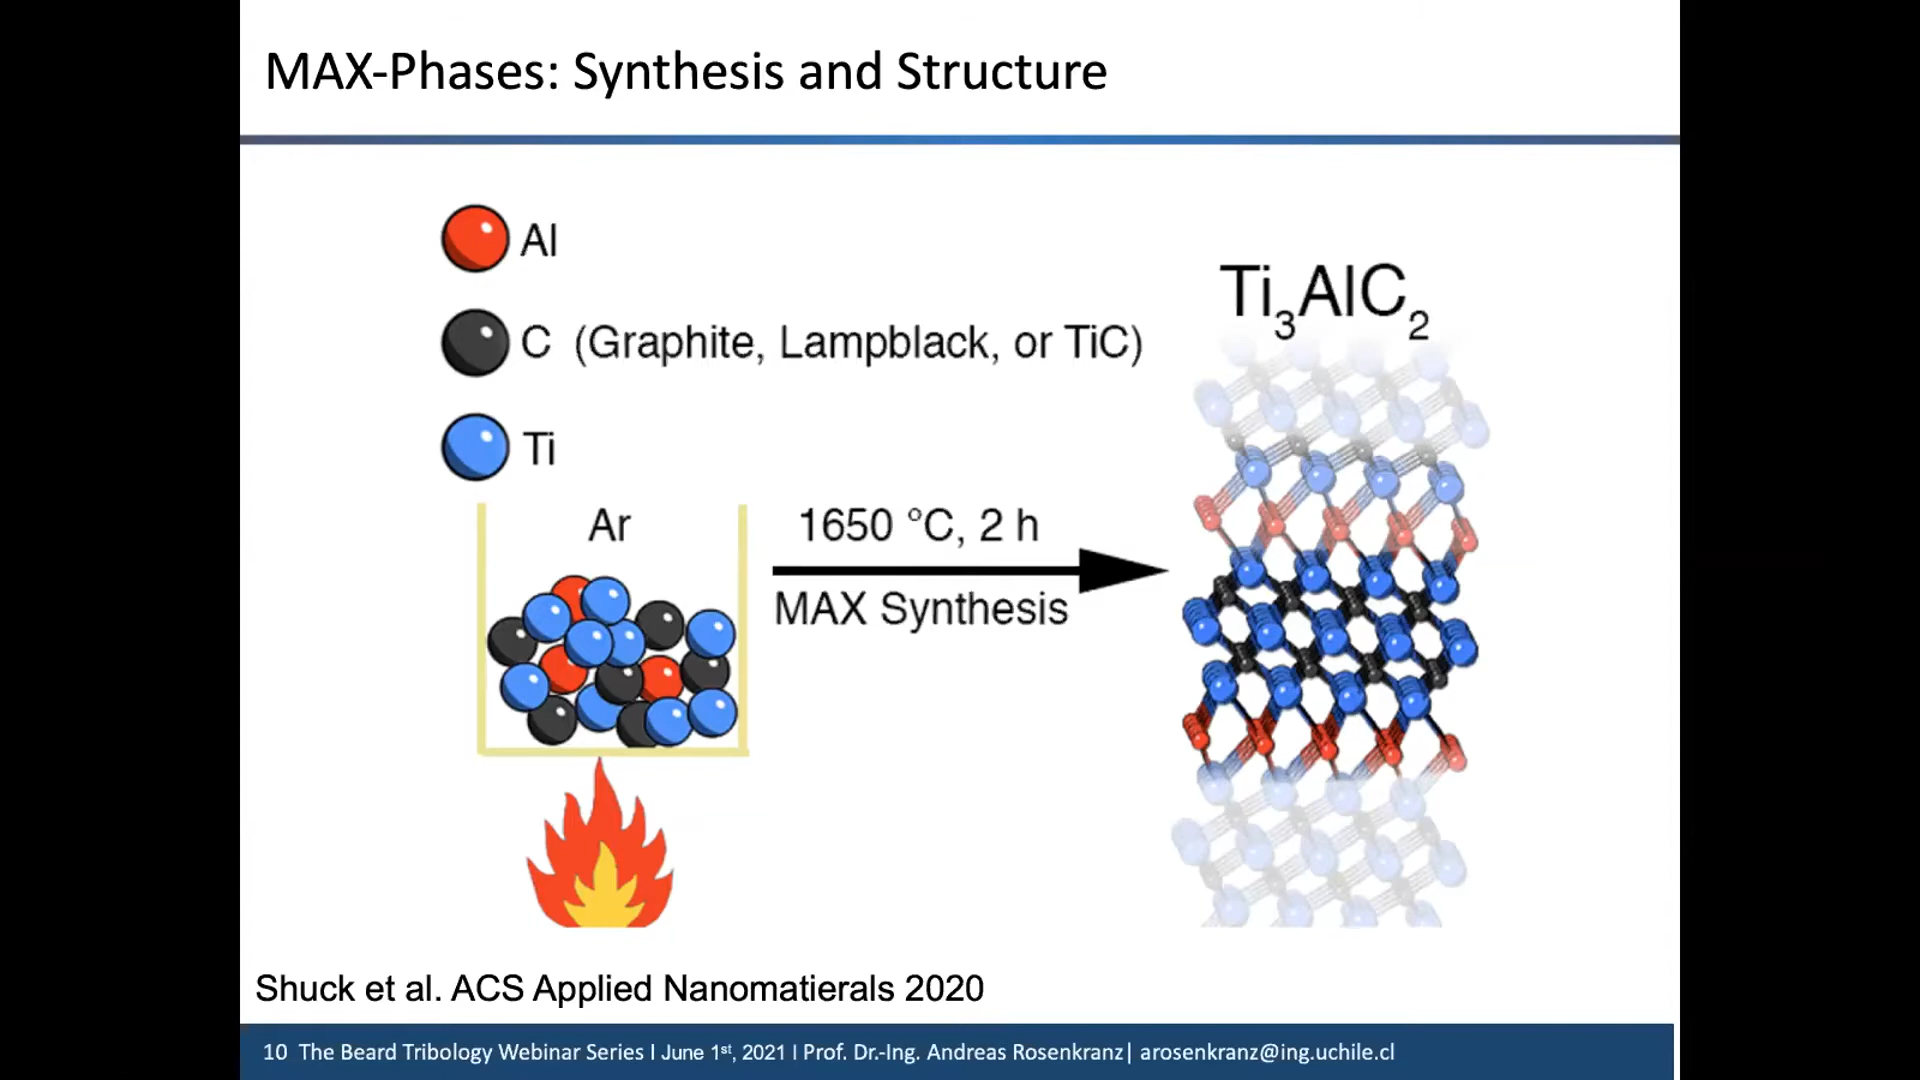 MAX-Phases: Synthesis and Structure
Al
C (Graphite, Lampblack, or TiC)
Ti
Ar
1650 °C, 2 h
MAX Synthesis
Ti3AlC2
Shuck et al. ACS Applied Nanomatierals 2020
10 The Beard Tribology Webinar Series I June 1st, 2021 I Prof. Dr.-Ing. Andreas Rosenkranz| arosenkranz@ing.uchile.cl